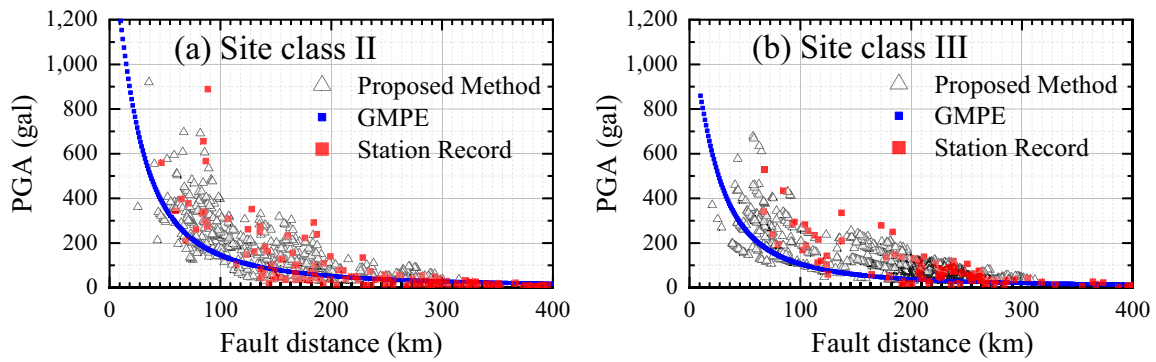 1,200
1,000
800
600
400
200
0
PGA (gal)
(a) Site class II
Proposed Method
GMPE
Station Record
0 100 200 300 400
Fault distance (km)
1,200
1,000
800
600
400
200
0
PGA (gal)
(b) Site class III
Proposed Method
GMPE
Station Record
0 100 200 300 400
Fault distance (km)